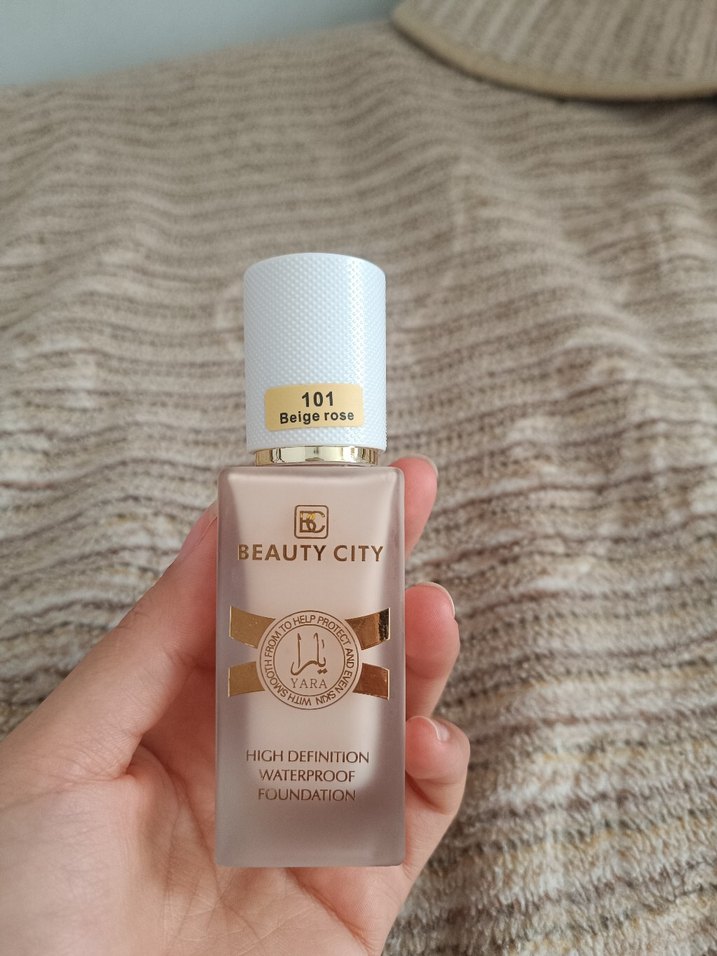 101
Beige rose
BC
BEAUTY CITY
WITH SMOOTH FROM TO HELP PROTECT AND EVEN SKIN
يارا
YARA
HIGH DEFINITION
WATERPROOF
FOUNDATION